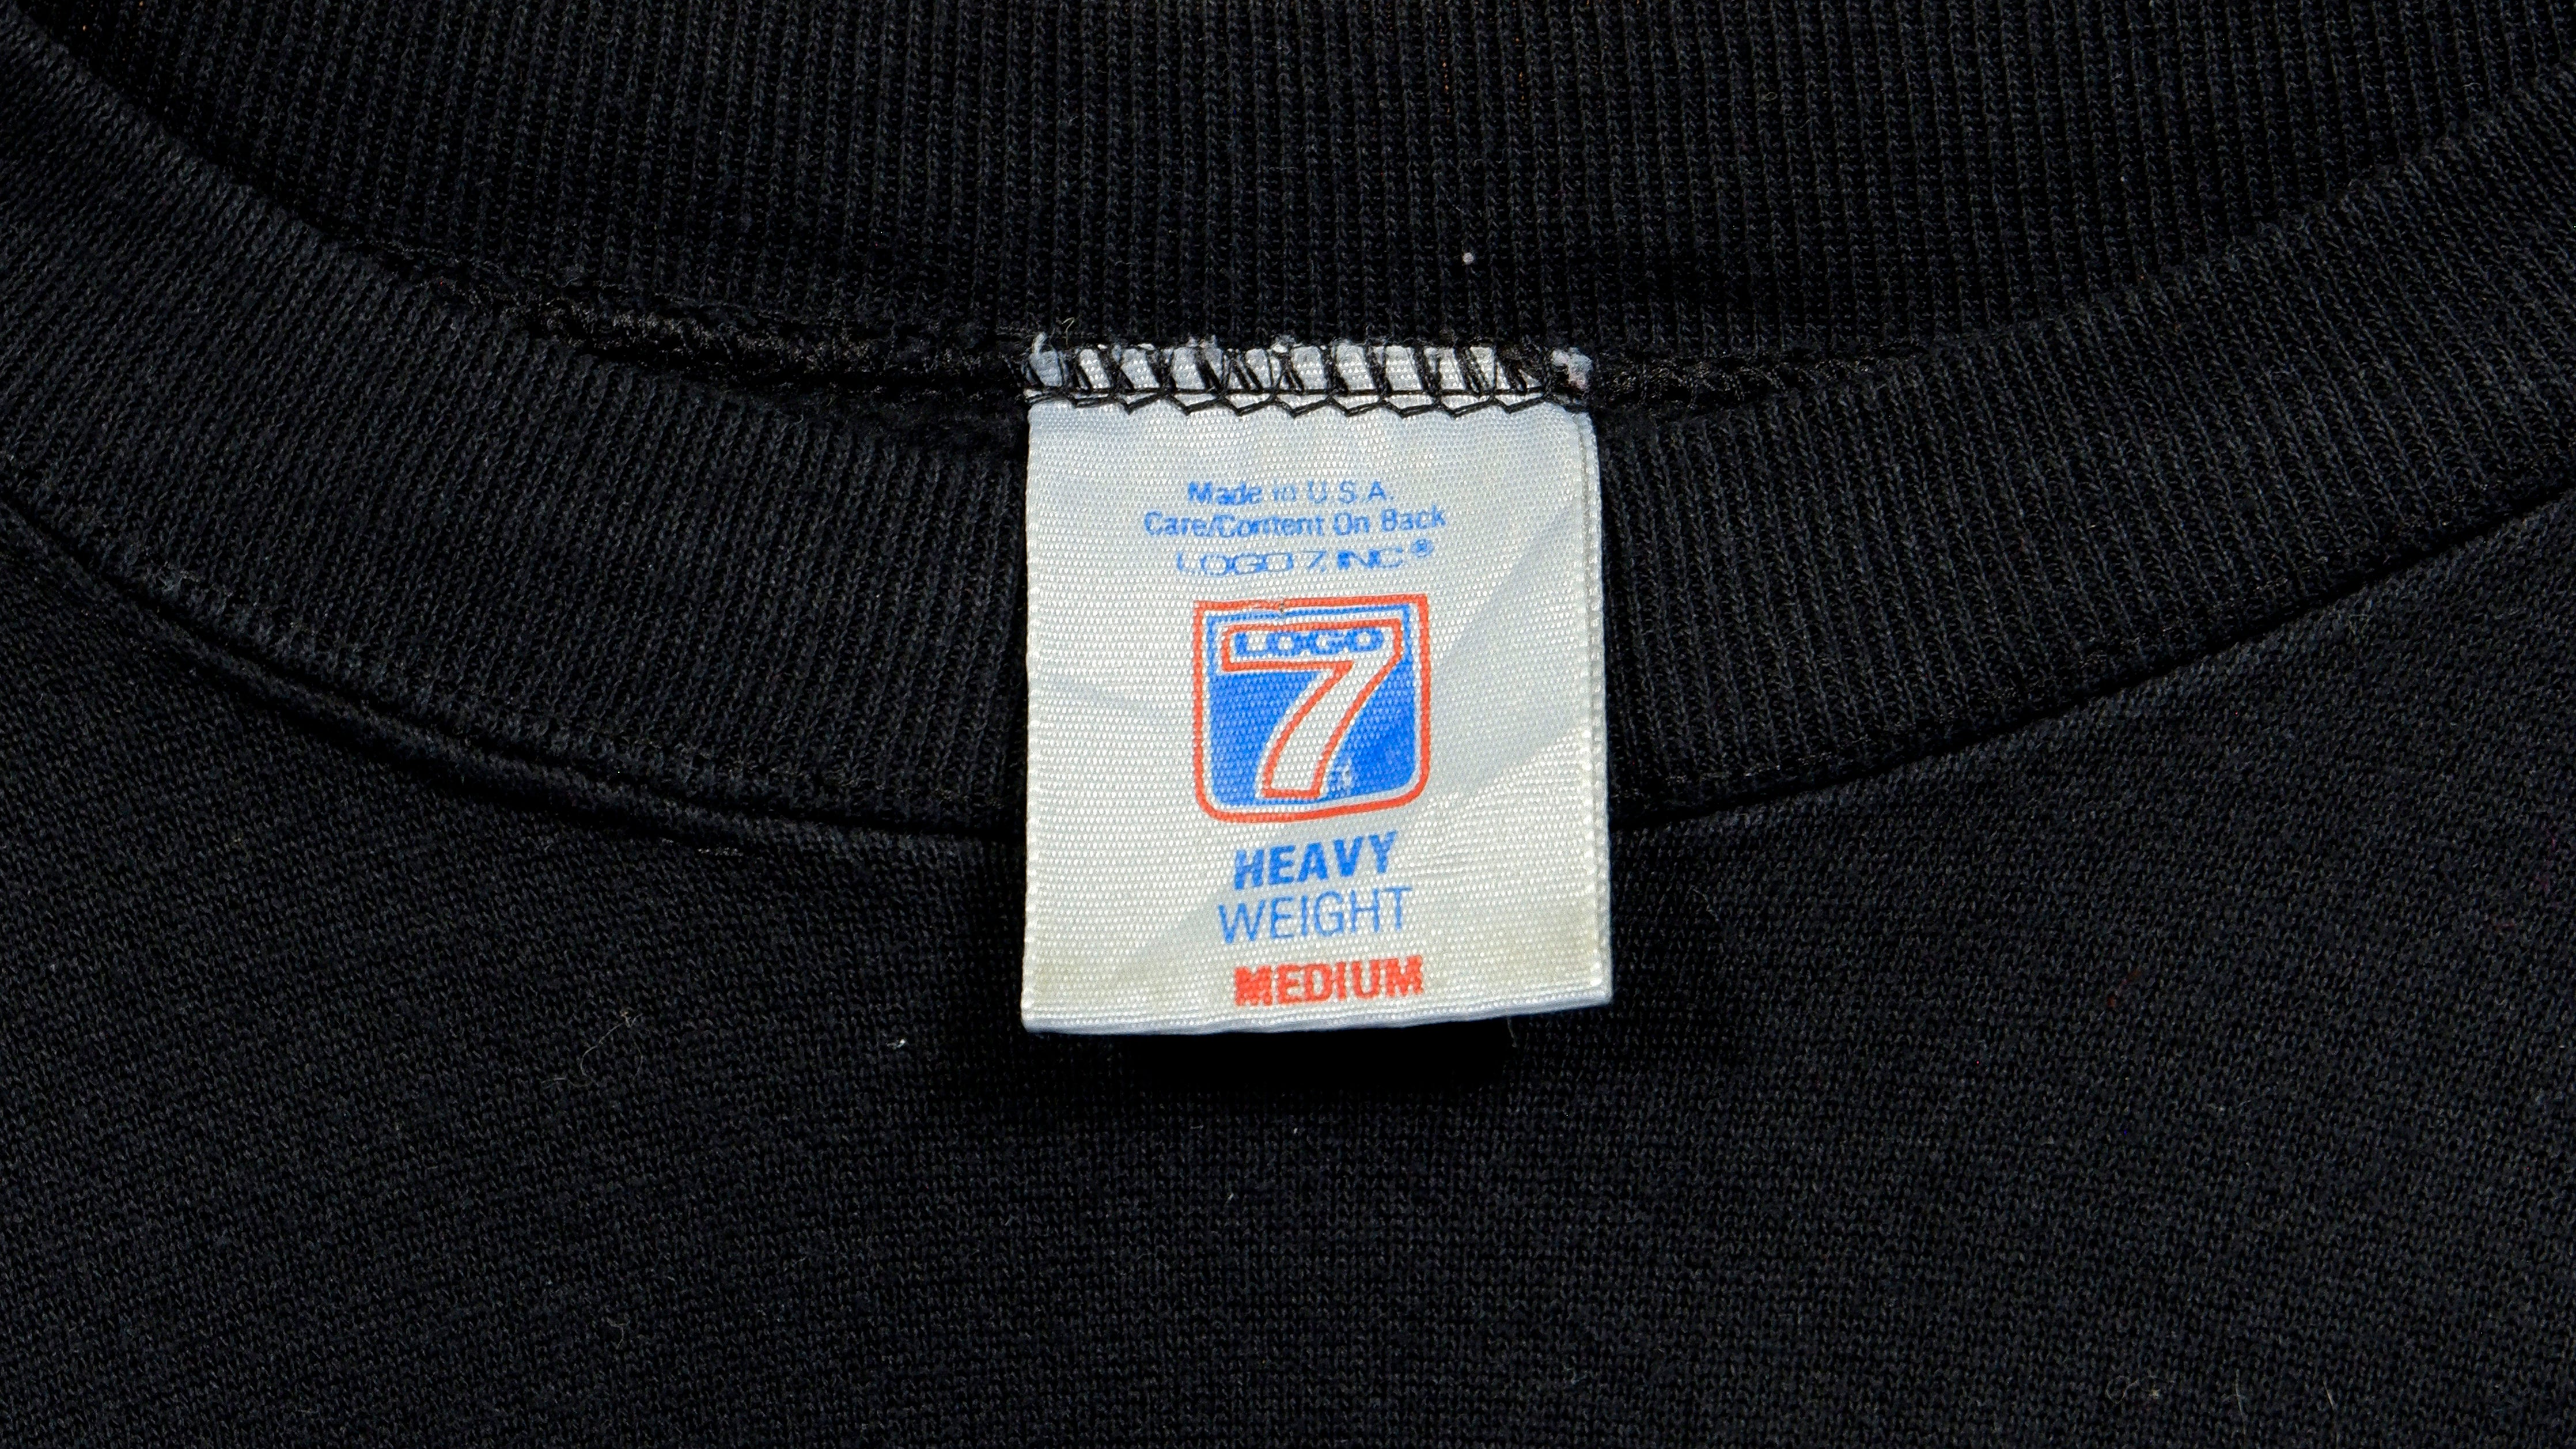 Made in U.S.A.
Care/Content On Back
LOGO 7, INC®
LOGO
7
HEAVY
WEIGHT
MEDIUM